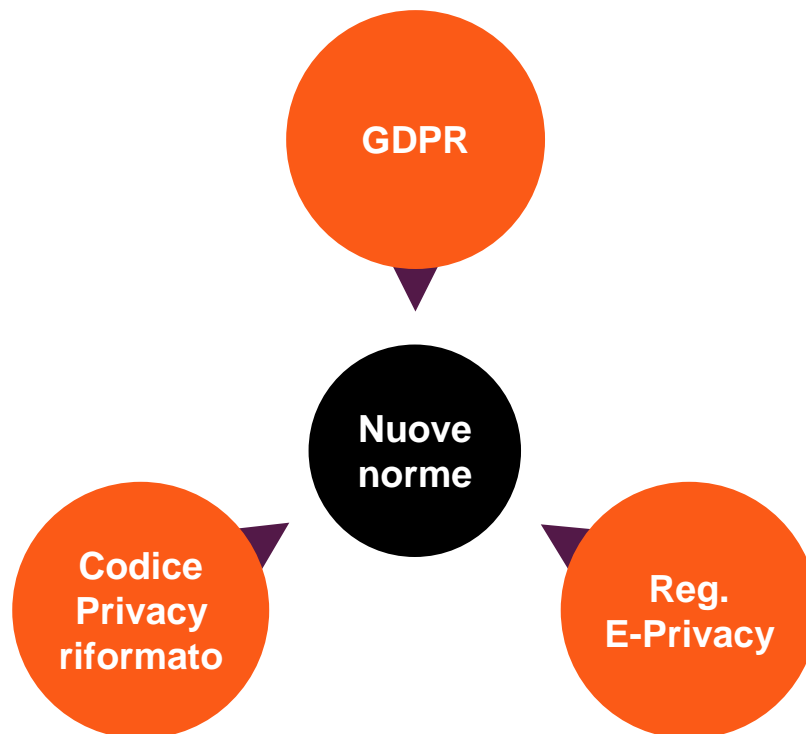 GDPR
Nuove
norme
Codice
Privacy
riformato
Reg.
E-Privacy